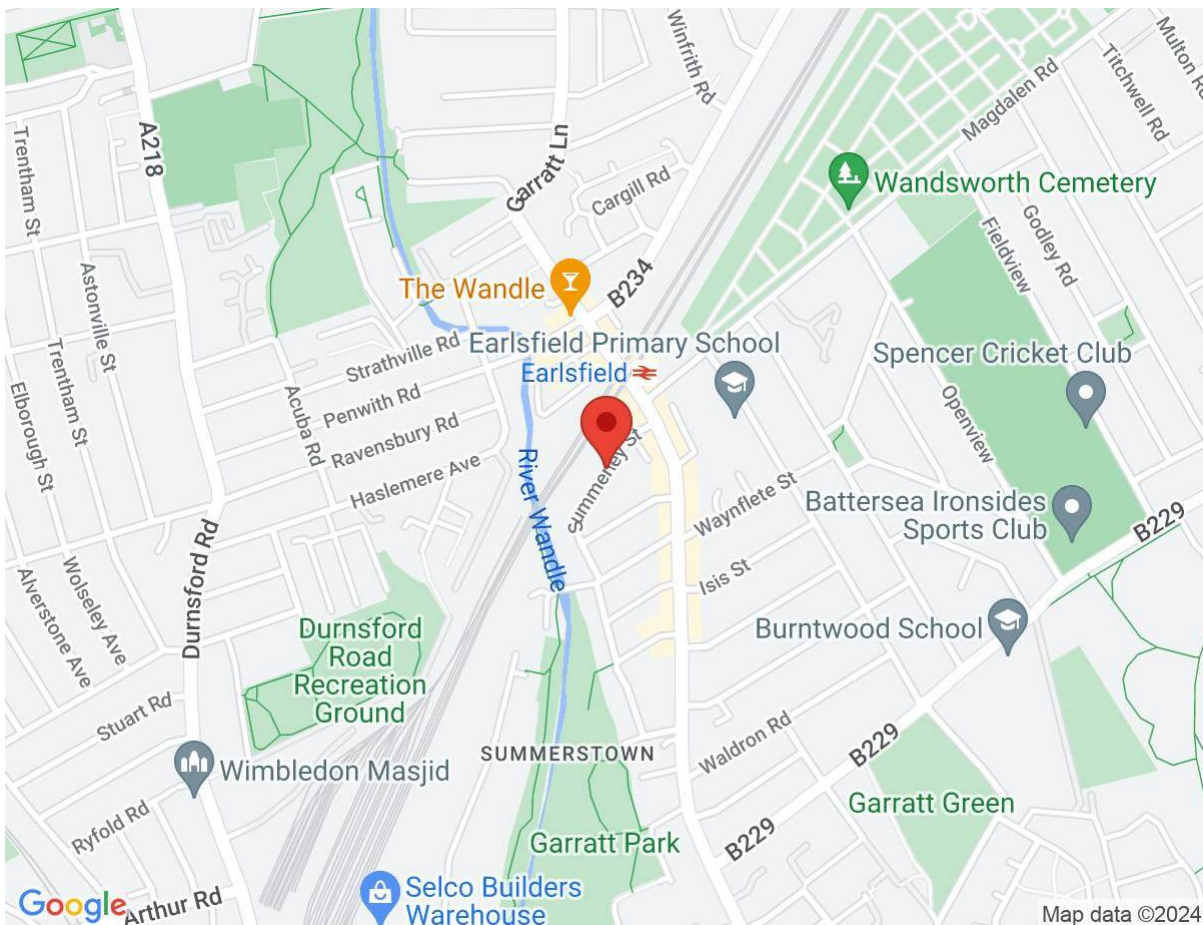 Winfrith Rd
Multon Rd
Titchwell Rd
Magdalen Rd
A218
Trentham St
Garratt Ln
Cargill Rd
Wandsworth Cemetery
Fieldview
Godley Rd
Astonville St
The Wandle
B234
Strathville Rd
Earlsfield Primary School
Earlsfield
Spencer Cricket Club
Trentham St
Elborough St
Acuba Rd
Penwith Rd
Ravensbury Rd
Haslemere Ave
River Wandle
Summerley St
Openview
Waynflete St
Battersea Ironsides
Sports Club
B229
Durnsford Rd
Isis St
Wolseley Ave
Alverstone Ave
Durnsford
Road
Recreation
Ground
Burntwood School
Stuart Rd
SUMMERSTOWN
Waldron Rd
B229
Wimbledon Masjid
Garratt Green
Ryfold Rd
Garratt Park
B229
Selco Builders
Warehouse
Google
Arthur Rd
Map data ©2024